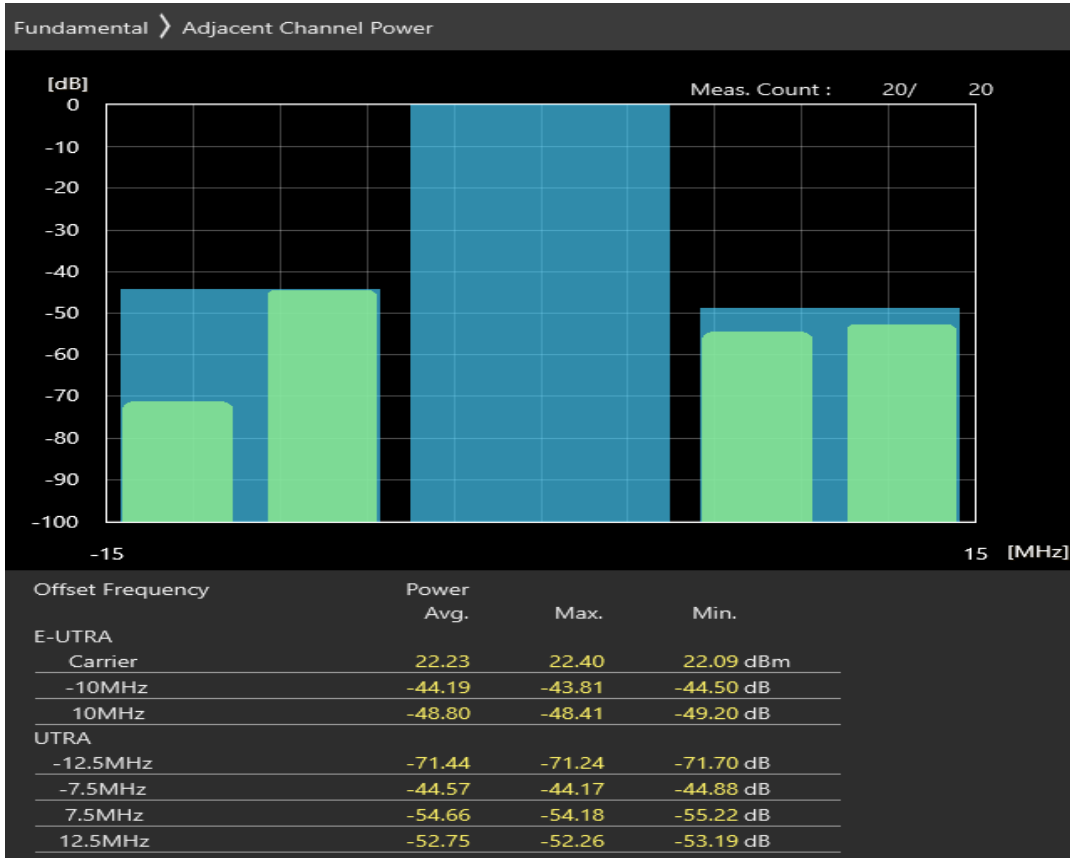 Fundamental ❯ Adjacent Channel Power
[dB]
Meas. Count : 20/ 20
0
-10
-20
-30
-40
-50
-60
-70
-80
-90
-100
-15 15 [MHz]
Offset Frequency Power
Avg. Max. Min.
E-UTRA
Carrier 22.23 22.40 22.09 dBm
-10MHz -44.19 -43.81 -44.50 dB
10MHz -48.80 -48.41 -49.20 dB
UTRA
-12.5MHz -71.44 -71.24 -71.70 dB
-7.5MHz -44.57 -44.17 -44.88 dB
7.5MHz -54.66 -54.18 -55.22 dB
12.5MHz -52.75 -52.26 -53.19 dB